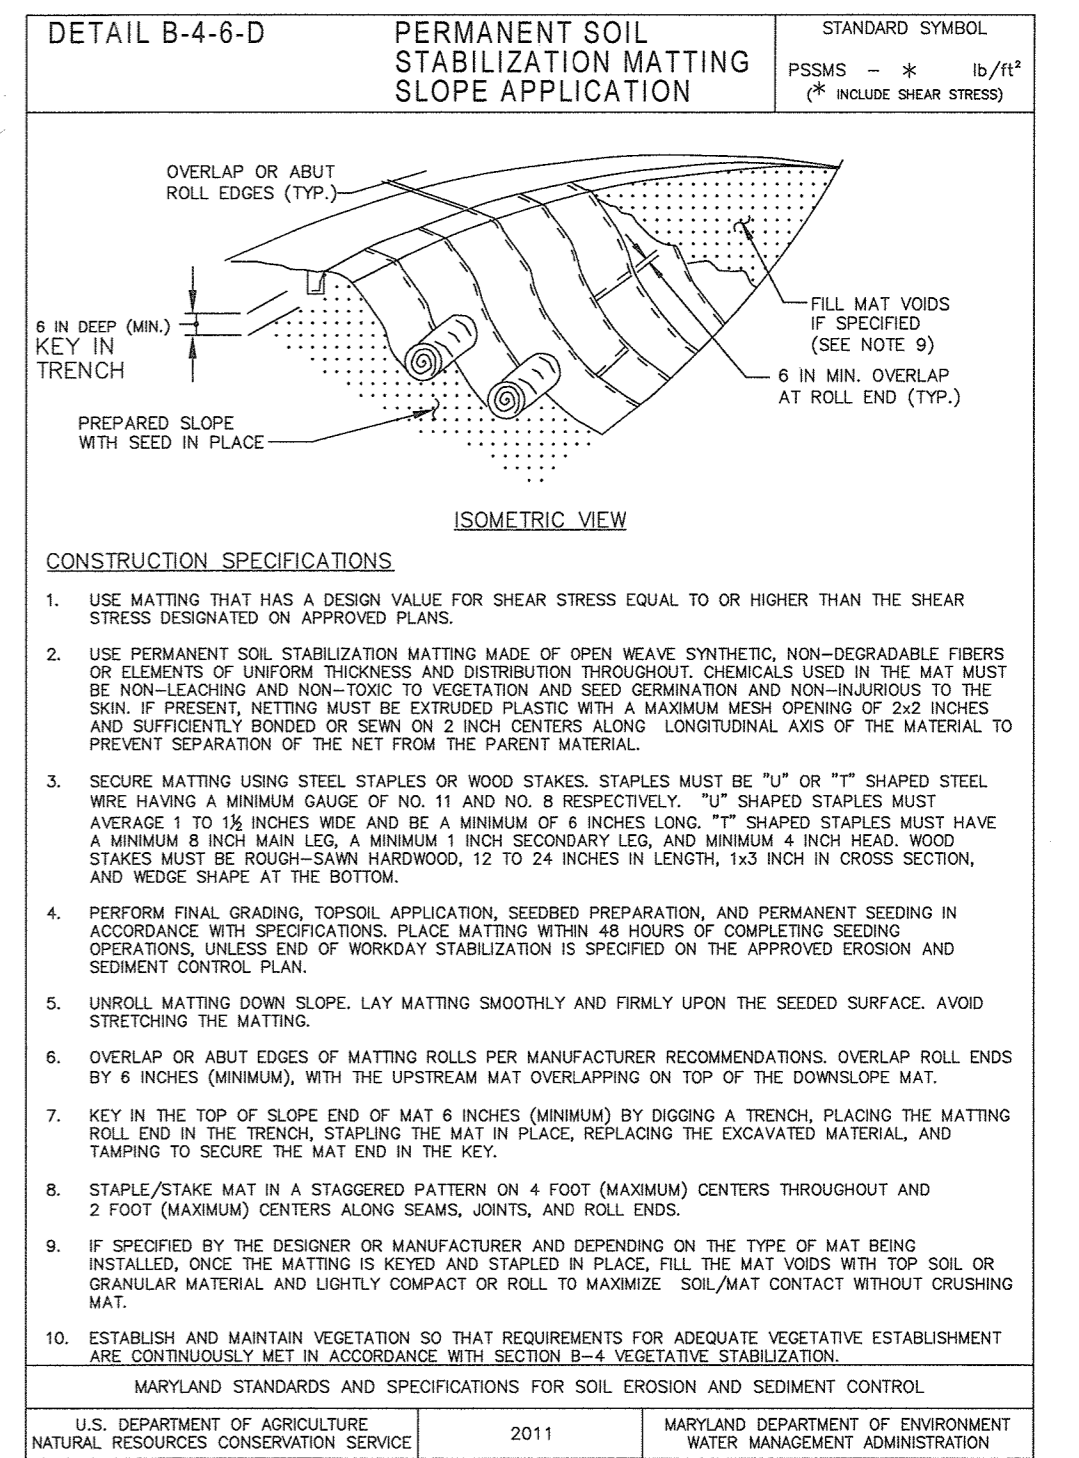 DETAIL B-4-6-D
PERMANENT SOIL
STABILIZATION MATTING
SLOPE APPLICATION
STANDARD SYMBOL
PSSMS – * lb/ft²
(* INCLUDE SHEAR STRESS)
OVERLAP OR ABUT
ROLL EDGES (TYP.)
6 IN DEEP (MIN.)
KEY IN
TRENCH
PREPARED SLOPE
WITH SEED IN PLACE
FILL MAT VOIDS
IF SPECIFIED
(SEE NOTE 9)
6 IN MIN. OVERLAP
AT ROLL END (TYP.)
ISOMETRIC VIEW
CONSTRUCTION SPECIFICATIONS
1. USE MATTING THAT HAS A DESIGN VALUE FOR SHEAR STRESS EQUAL TO OR HIGHER THAN THE SHEAR
STRESS DESIGNATED ON APPROVED PLANS.
2. USE PERMANENT SOIL STABILIZATION MATTING MADE OF OPEN WEAVE SYNTHETIC, NON-DEGRADABLE FIBERS
OR ELEMENTS OF UNIFORM THICKNESS AND DISTRIBUTION THROUGHOUT. CHEMICALS USED IN THE MAT MUST
BE NON-LEACHING AND NON-TOXIC TO VEGETATION AND SEED GERMINATION AND NON-INJURIOUS TO THE
SKIN. IF PRESENT, NETTING MUST BE EXTRUDED PLASTIC WITH A MAXIMUM MESH OPENING OF 2x2 INCHES
AND SUFFICIENTLY BONDED OR SEWN ON 2 INCH CENTERS ALONG LONGITUDINAL AXIS OF THE MATERIAL TO
PREVENT SEPARATION OF THE NET FROM THE PARENT MATERIAL.
3. SECURE MATTING USING STEEL STAPLES OR WOOD STAKES. STAPLES MUST BE "U" OR "T" SHAPED STEEL
WIRE HAVING A MINIMUM GAUGE OF NO. 11 AND NO. 8 RESPECTIVELY. "U" SHAPED STAPLES MUST
AVERAGE 1 TO 1½ INCHES WIDE AND BE A MINIMUM OF 6 INCHES LONG. "T" SHAPED STAPLES MUST HAVE
A MINIMUM 8 INCH MAIN LEG, A MINIMUM 1 INCH SECONDARY LEG, AND MINIMUM 4 INCH HEAD. WOOD
STAKES MUST BE ROUGH-SAWN HARDWOOD, 12 TO 24 INCHES IN LENGTH, 1x3 INCH IN CROSS SECTION,
AND WEDGE SHAPE AT THE BOTTOM.
4. PERFORM FINAL GRADING, TOPSOIL APPLICATION, SEEDBED PREPARATION, AND PERMANENT SEEDING IN
ACCORDANCE WITH SPECIFICATIONS. PLACE MATTING WITHIN 48 HOURS OF COMPLETING SEEDING
OPERATIONS, UNLESS END OF WORKDAY STABILIZATION IS SPECIFIED ON THE APPROVED EROSION AND
SEDIMENT CONTROL PLAN.
5. UNROLL MATTING DOWN SLOPE. LAY MATTING SMOOTHLY AND FIRMLY UPON THE SEEDED SURFACE. AVOID
STRETCHING THE MATTING.
6. OVERLAP OR ABUT EDGES OF MATTING ROLLS PER MANUFACTURER RECOMMENDATIONS. OVERLAP ROLL ENDS
BY 6 INCHES (MINIMUM), WITH THE UPSTREAM MAT OVERLAPPING ON TOP OF THE DOWNSLOPE MAT.
7. KEY IN THE TOP OF SLOPE END OF MAT 6 INCHES (MINIMUM) BY DIGGING A TRENCH, PLACING THE MATTING
ROLL END IN THE TRENCH, STAPLING THE MAT IN PLACE, REPLACING THE EXCAVATED MATERIAL, AND
TAMPING TO SECURE THE MAT END IN THE KEY.
8. STAPLE/STAKE MAT IN A STAGGERED PATTERN ON 4 FOOT (MAXIMUM) CENTERS THROUGHOUT AND
2 FOOT (MAXIMUM) CENTERS ALONG SEAMS, JOINTS, AND ROLL ENDS.
9. IF SPECIFIED BY THE DESIGNER OR MANUFACTURER AND DEPENDING ON THE TYPE OF MAT BEING
INSTALLED, ONCE THE MATTING IS KEYED AND STAPLED IN PLACE, FILL THE MAT VOIDS WITH TOP SOIL OR
GRANULAR MATERIAL AND LIGHTLY COMPACT OR ROLL TO MAXIMIZE SOIL/MAT CONTACT WITHOUT CRUSHING
MAT.
10. ESTABLISH AND MAINTAIN VEGETATION SO THAT REQUIREMENTS FOR ADEQUATE VEGETATIVE ESTABLISHMENT
ARE CONTINUOUSLY MET IN ACCORDANCE WITH SECTION B-4 VEGETATIVE STABILIZATION.
MARYLAND STANDARDS AND SPECIFICATIONS FOR SOIL EROSION AND SEDIMENT CONTROL
U.S. DEPARTMENT OF AGRICULTURE
NATURAL RESOURCES CONSERVATION SERVICE
2011
MARYLAND DEPARTMENT OF ENVIRONMENT
WATER MANAGEMENT ADMINISTRATION